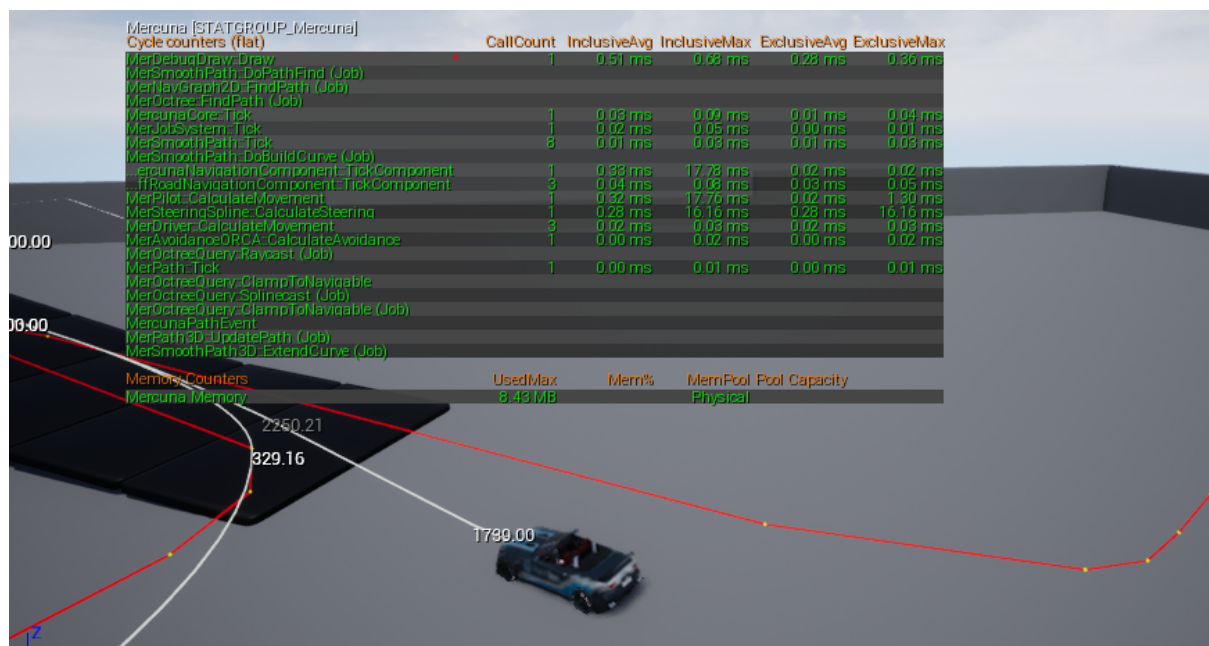 Mercuna [STATGROUP_Mercuna]
Cycle counters (flat) CallCount InclusiveAvg InclusiveMax ExclusiveAvg ExclusiveMax
MerDebugDraw::Draw 1 0.51 ms 0.68 ms 0.28 ms 0.36 ms
MerSmoothPath::DoPathFind (Job)
MerNavGraph2D::FindPath (Job)
MerOctree::FindPath (Job)
MercunaCore::Tick 1 0.03 ms 0.09 ms 0.01 ms 0.04 ms
MerJobSystem::Tick 1 0.02 ms 0.05 ms 0.00 ms 0.01 ms
MerSmoothPath::Tick 8 0.01 ms 0.03 ms 0.01 ms 0.03 ms
MerSmoothPath::DoBuildCurve (Job)
...ercunaNavigationComponent::TickComponent 1 0.33 ms 17.78 ms 0.02 ms 0.02 ms
...ffRoadNavigationComponent::TickComponent 3 0.04 ms 0.08 ms 0.03 ms 0.05 ms
MerPilot::CalculateMovement 1 0.32 ms 17.76 ms 0.02 ms 1.30 ms
MerSteeringSpline::CalculateSteering 1 0.28 ms 16.16 ms 0.28 ms 16.16 ms
MerDriver::CalculateMovement 3 0.02 ms 0.03 ms 0.02 ms 0.03 ms
MerAvoidanceORCA::CalculateAvoidance 1 0.00 ms 0.02 ms 0.00 ms 0.02 ms
MerOctreeQuery::Raycast (Job)
MerPath::Tick 1 0.00 ms 0.01 ms 0.00 ms 0.01 ms
MerOctreeQuery::ClampToNavigable
MerOctreeQuery::Splinecast (Job)
MerOctreeQuery::ClampToNavigable (Job)
MercunaPathEvent
MerPath3D::UpdatePath (Job)
MerSmoothPath3D::ExtendCurve (Job)
Memory Counters UsedMax Mem% MemPool Pool Capacity
Mercuna Memory 8.43 MB Physical
00.00
2250.21
329.16
Z